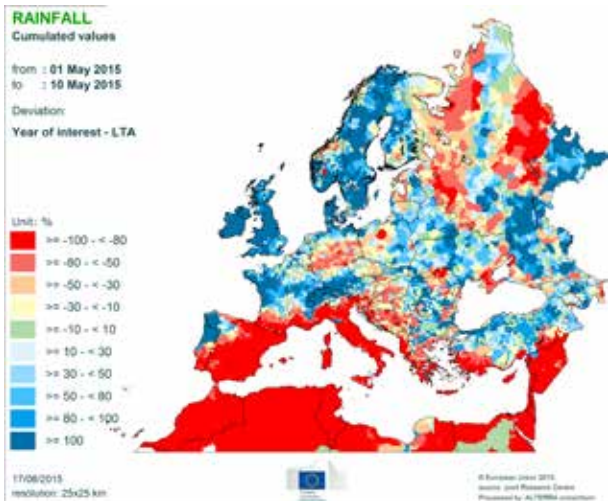 RAINFALL
Cumulated values
from : 01 May 2015
to : 10 May 2015
Deviation:
Year of interest - LTA
Unit: %
>= -100 - < -80
>= -80 - < -50
>= -50 - < -30
>= -30 - < -10
>= -10 - < 10
>= 10 - < 30
>= 30 - < 50
>= 50 - < 80
>= 80 - < 100
>= 100
17/06/2015
resolution: 25x25 km
© European Union 2015
source: Joint Research Centre
Processed by: ALTERRA consortium